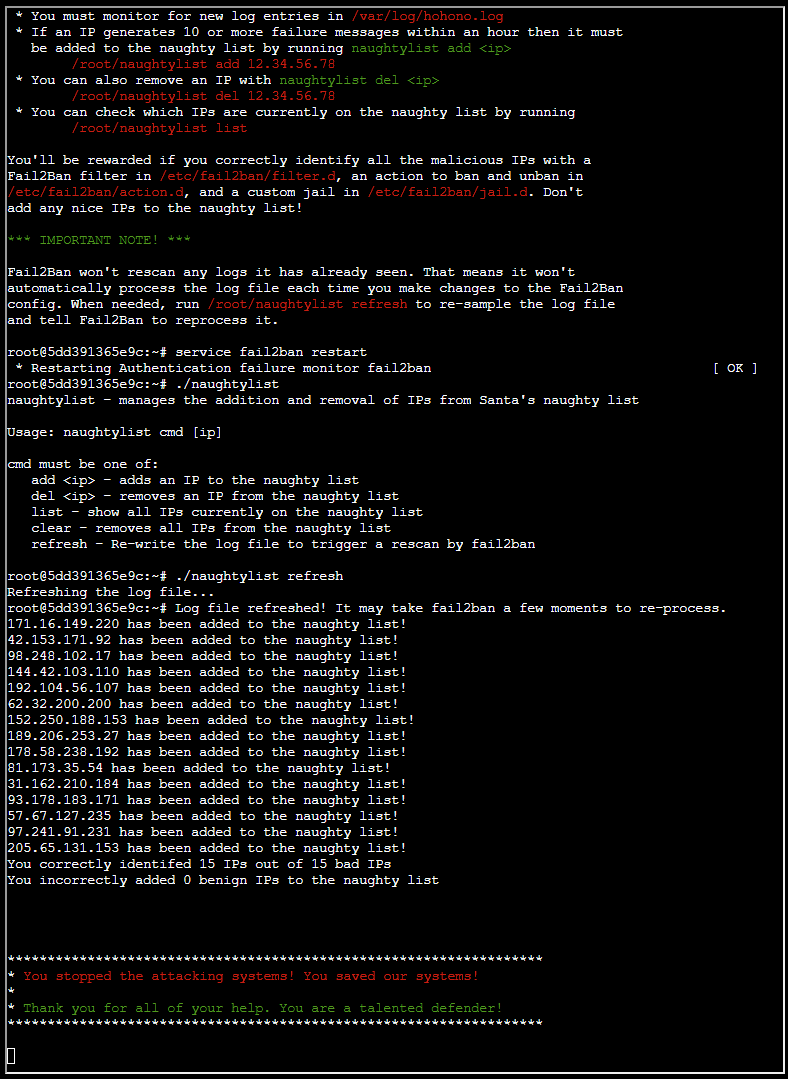 * You must monitor for new log entries in /var/log/hohono.log
 * If an IP generates 10 or more failure messages within an hour then it must
   be added to the naughty list by running naughtylist add <ip>
        /root/naughtylist add 12.34.56.78
 * You can also remove an IP with naughtylist del <ip>
        /root/naughtylist del 12.34.56.78
 * You can check which IPs are currently on the naughty list by running
        /root/naughtylist list

You'll be rewarded if you correctly identify all the malicious IPs with a
Fail2Ban filter in /etc/fail2ban/filter.d, an action to ban and unban in
/etc/fail2ban/action.d, and a custom jail in /etc/fail2ban/jail.d. Don't
add any nice IPs to the naughty list!

*** IMPORTANT NOTE! ***

Fail2Ban won't rescan any logs it has already seen. That means it won't
automatically process the log file each time you make changes to the Fail2Ban
config. When needed, run /root/naughtylist refresh to re-sample the log file
and tell Fail2Ban to reprocess it.

root@5dd391365e9c:~# service fail2ban restart
 * Restarting Authentication failure monitor fail2ban                                   [ OK ]
root@5dd391365e9c:~# ./naughtylist
naughtylist - manages the addition and removal of IPs from Santa's naughty list

Usage: naughtylist cmd [ip]

cmd must be one of:
   add <ip> - adds an IP to the naughty list
   del <ip> - removes an IP from the naughty list
   list - show all IPs currently on the naughty list
   clear - removes all IPs from the naughty list
   refresh - Re-write the log file to trigger a rescan by fail2ban

root@5dd391365e9c:~# ./naughtylist refresh
Refreshing the log file...
root@5dd391365e9c:~# Log file refreshed! It may take fail2ban a few moments to re-process.
171.16.149.220 has been added to the naughty list!
42.153.171.92 has been added to the naughty list!
98.248.102.17 has been added to the naughty list!
144.42.103.110 has been added to the naughty list!
192.104.56.107 has been added to the naughty list!
62.32.200.200 has been added to the naughty list!
152.250.188.153 has been added to the naughty list!
189.206.253.27 has been added to the naughty list!
178.58.238.192 has been added to the naughty list!
81.173.35.54 has been added to the naughty list!
31.162.210.184 has been added to the naughty list!
93.178.183.171 has been added to the naughty list!
57.67.127.235 has been added to the naughty list!
97.241.91.231 has been added to the naughty list!
205.65.131.153 has been added to the naughty list!
You correctly identifed 15 IPs out of 15 bad IPs
You incorrectly added 0 benign IPs to the naughty list

*******************************************************************
* You stopped the attacking systems! You saved our systems!
*
* Thank you for all of your help. You are a talented defender!
*******************************************************************